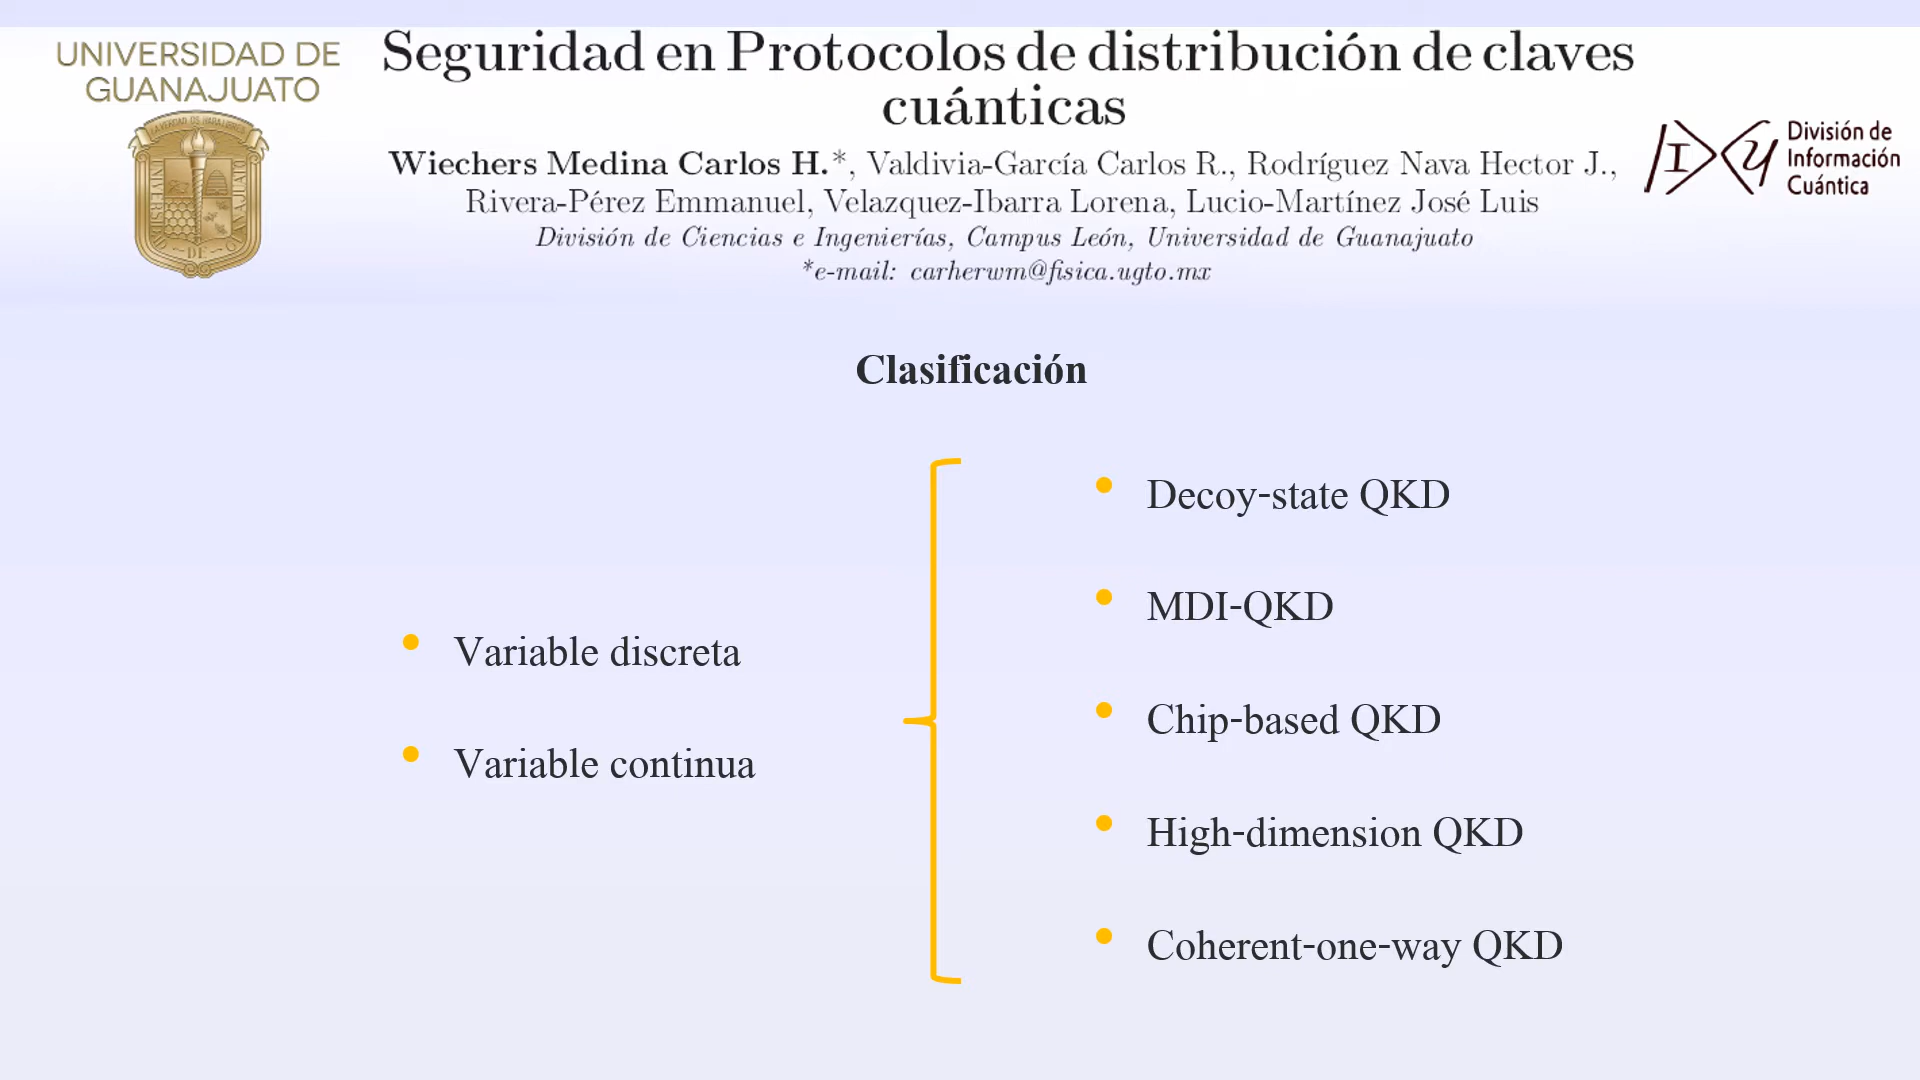 UNIVERSIDAD DE
GUANAJUATO
Seguridad en Protocolos de distribución de claves
cuánticas
Wiechers Medina Carlos H.*, Valdivia-García Carlos R., Rodríguez Nava Hector J.,
Rivera-Pérez Emmanuel, Velazquez-Ibarra Lorena, Lucio-Martínez José Luis
División de Ciencias e Ingenierías, Campus León, Universidad de Guanajuato
*e-mail: carherwm@fisica.ugto.mx
División de
Información
Cuántica
Clasificación
• Variable discreta
• Variable continua
• Decoy-state QKD
• MDI-QKD
• Chip-based QKD
• High-dimension QKD
• Coherent-one-way QKD